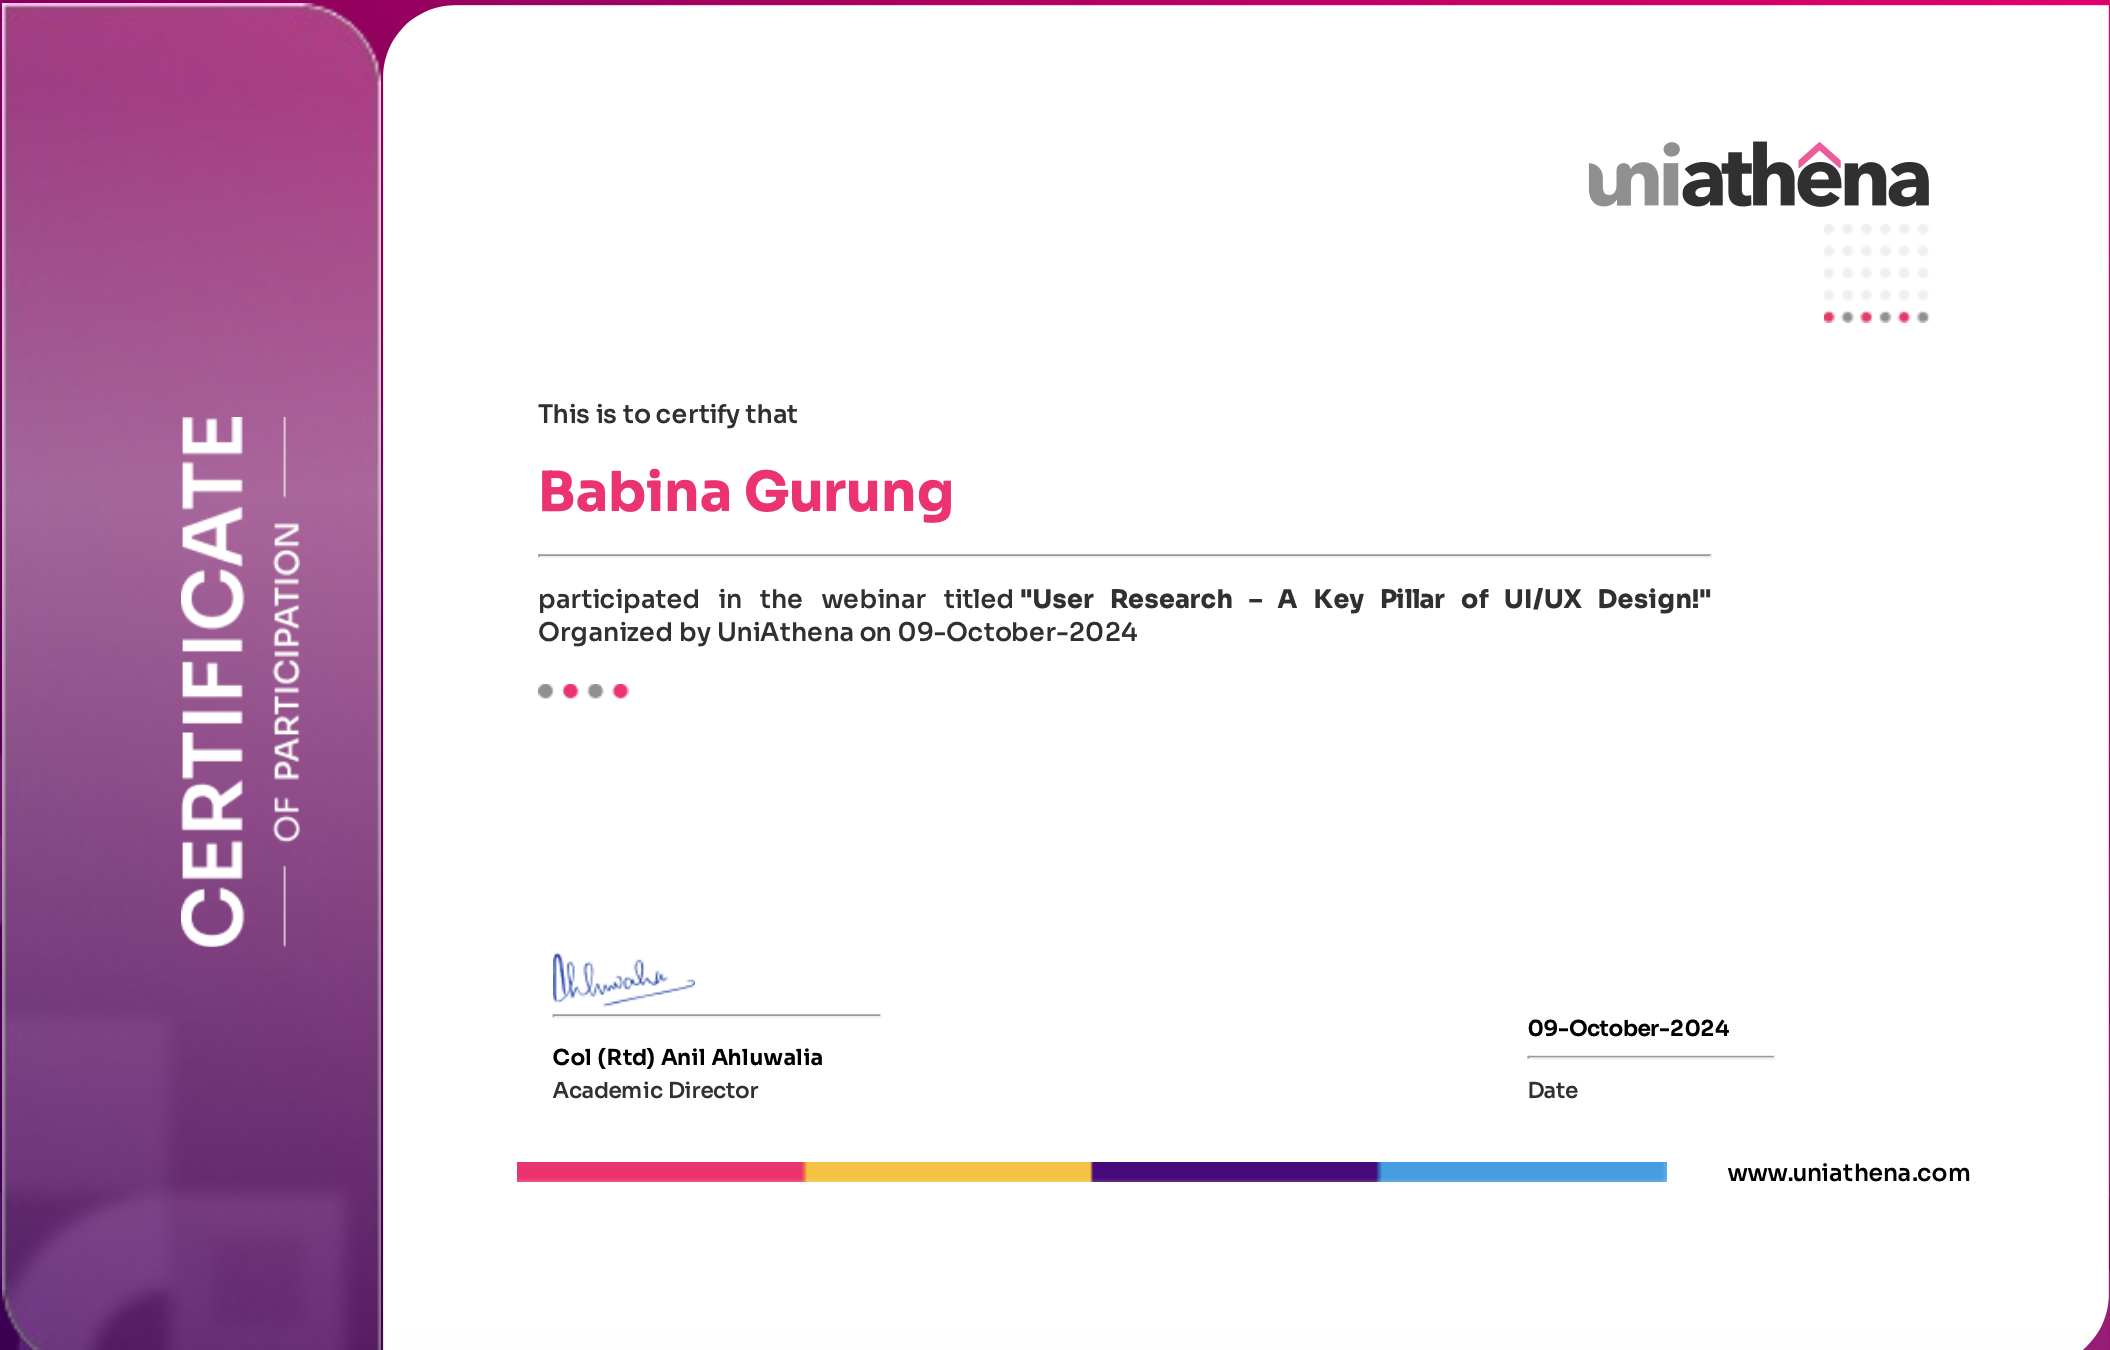 CERTIFICATE
OF PARTICIPATION
uniathena
This is to certify that
Babina Gurung
participated in the webinar titled "User Research – A Key Pillar of UI/UX Design!"
Organized by UniAthena on 09-October-2024
Ahluwalia
Col (Rtd) Anil Ahluwalia
Academic Director
09-October-2024
Date
www.uniathena.com